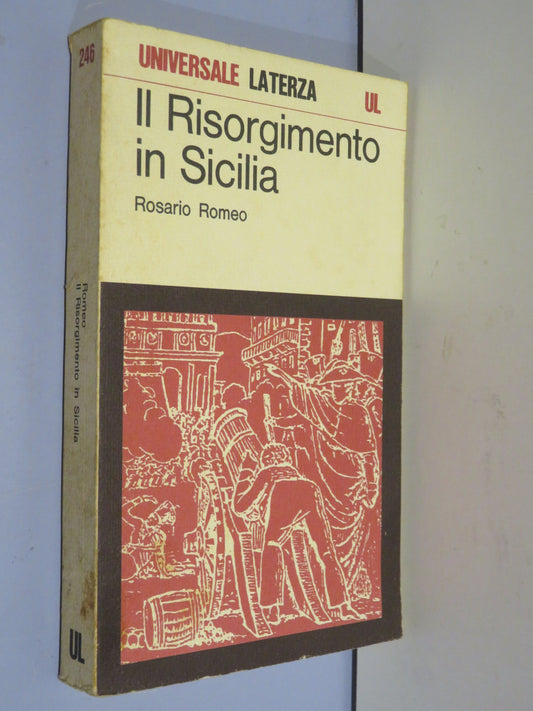 246
Romeo
Il Risorgimento in Sicilia
UL
UNIVERSALE LATERZA
UL
Il Risorgimento
in Sicilia
Rosario Romeo